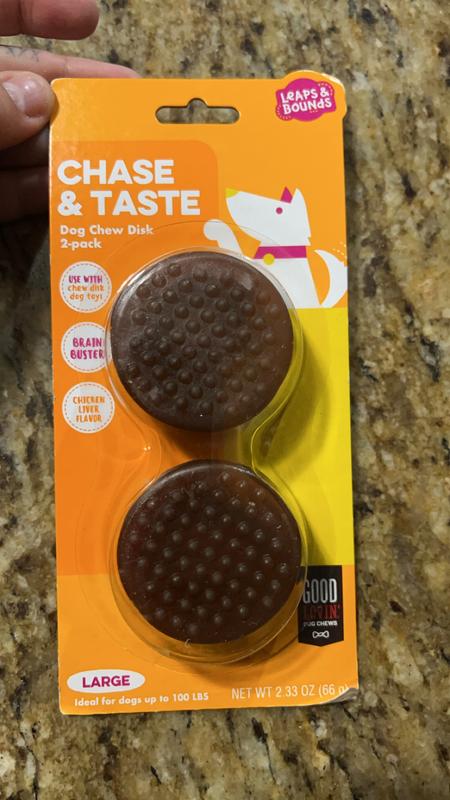 LEAPS &
BOUNDS
CHASE
& TASTE
Dog Chew Disk
2-pack
USE WITH
chew disk
dog toys
BRAIN
BUSTER
CHICKEN
LIVER
FLAVOR
GOOD
LOVIN'
DOG CHEWS
LARGE
Ideal for dogs up to 100 LBS
NET WT 2.33 OZ (66 g)